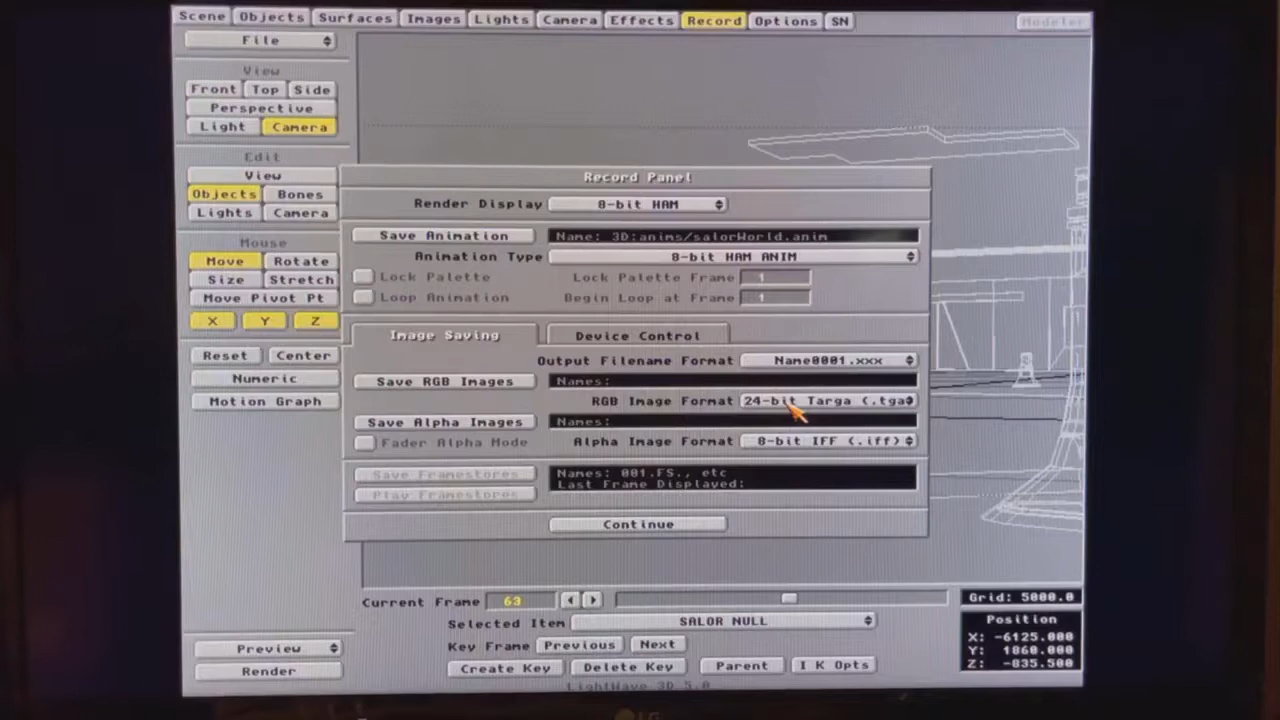 Scene Objects Surfaces Images Lights Camera Effects Record Options SN Modeler
File
View
Front Top Side
Perspective
Light Camera
Edit
View
Objects Bones
Lights Camera
Mouse
Move Rotate
Size Stretch
Move Pivot Pt
X Y Z
Reset Center
Numeric
Motion Graph
Preview
Render
Record Panel
Render Display 8-bit HAM
Save Animation Name: 3D:anims/salorWorld.anim
Animation Type 8-bit HAM ANIM
Lock Palette Lock Palette Frame 1
Loop Animation Begin Loop at Frame 1
Image Saving Device Control
Output Filename Format Name0001.xxx
Save RGB Images Names:
RGB Image Format 24-bit Targa (.tga
Save Alpha Images Names:
Fader Alpha Mode Alpha Image Format 8-bit IFF (.iff)
Save Framestores Names: 001.FS., etc
Play Framestores Last Frame Displayed:
Continue
Current Frame 63
Selected Item SALOR NULL
Key Frame Previous Next
Create Key Delete Key Parent I K Opts
LightWave 3D 5.0
Grid: 5000.0
Position
X: -6125.000
Y: 1860.000
Z: -835.500
LG